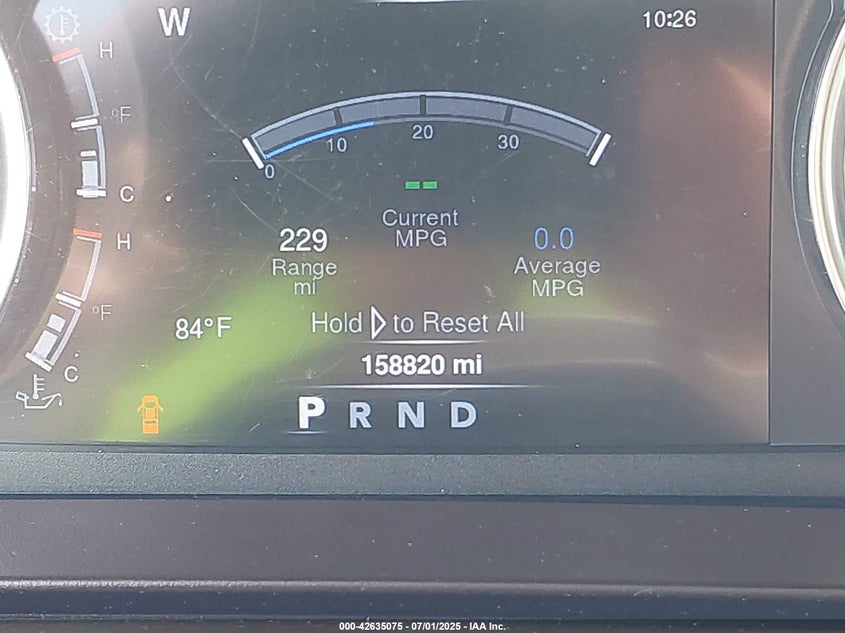 W
10:26
H
°F
C
0
10
20
30
--
Current
MPG
229
Range
mi
0.0
Average
MPG
H
°F
C
84°F
Hold to Reset All
158820 mi
P R N D
000-42635075 - 07/01/2025 - IAA Inc.